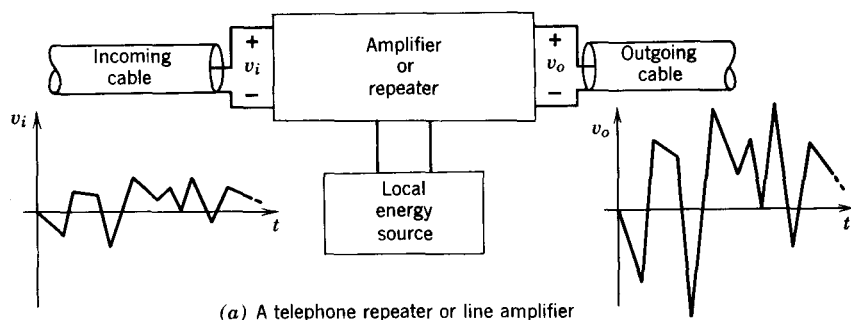 Incoming
cable
+
v_i
−
Amplifier
or
repeater
+
v_o
−
Outgoing
cable
v_i
t
Local
energy
source
v_o
t
(a) A telephone repeater or line amplifier